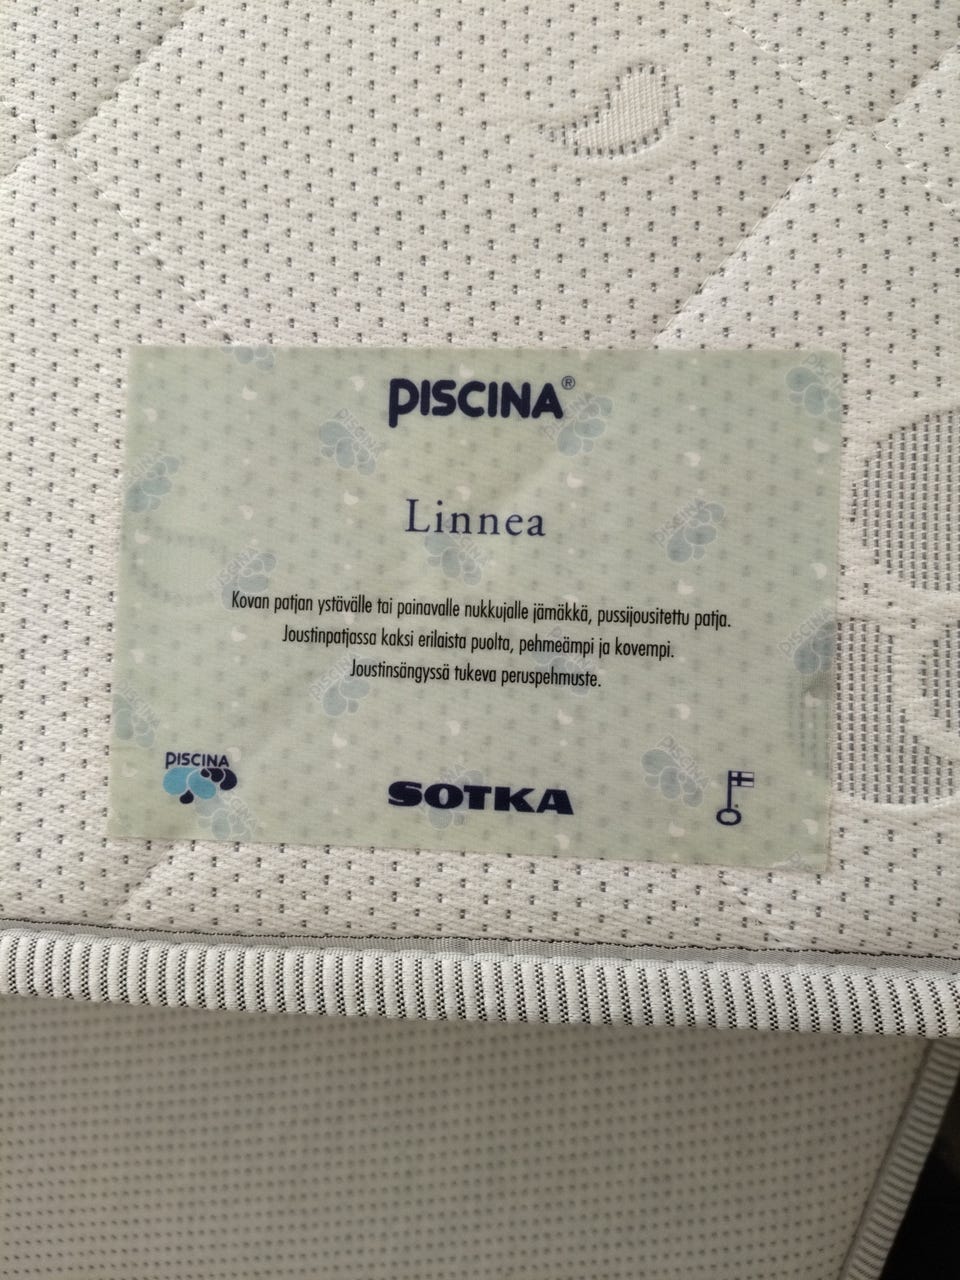 PISCINA®
Linnea
Kovan patjan ystävälle tai painavalle nukkujalle jämäkkä, pussijousitettu patja.
Joustinpatjassa kaksi erilaista puolta, pehmeämpi ja kovempi.
Joustinsängyssä tukeva peruspehmuste.
PISCINA
SOTKA